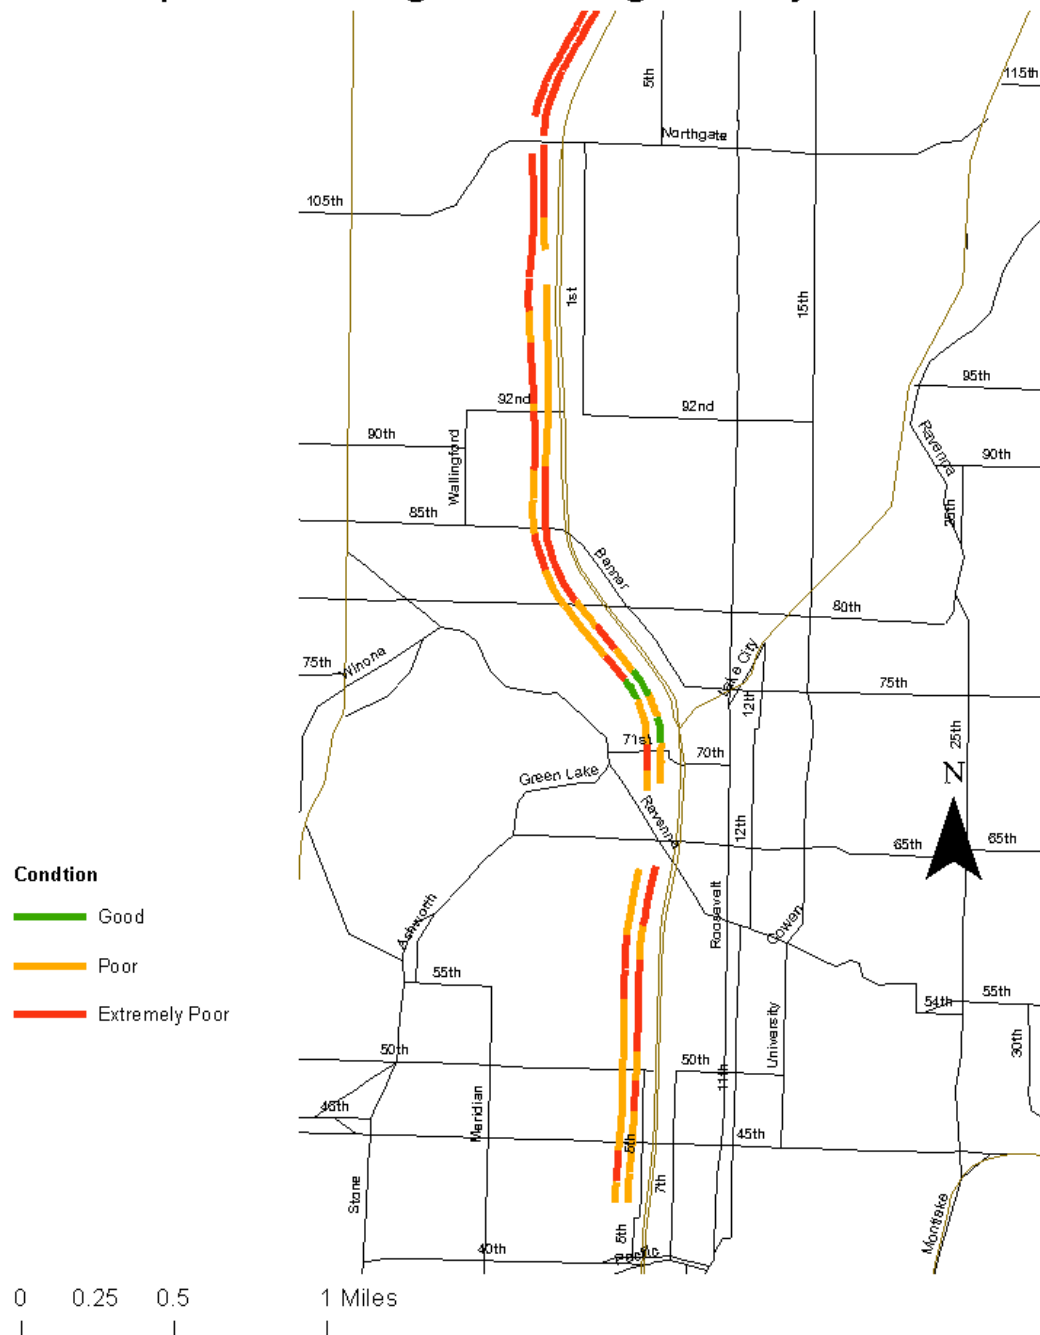 115th
5th
Northgate
105th
1st
15th
95th
92nd
92nd
90th
Wallingford
Ravenna
90th
25th
85th
Banner
80th
Winona
75th
Lake City
75th
12th
25th
71st
70th
N
Green Lake
Ravenna
12th
65th
65th
Condtion
Good
Poor
Extremely Poor
Ashworth
Roosevelt
Cowen
55th
54th
55th
University
30th
50th
50th
11th
46th
Meridian
45th
5th
Stone
7th
Montlake
5th
Pacific
40th
0 0.25 0.5 1 Miles